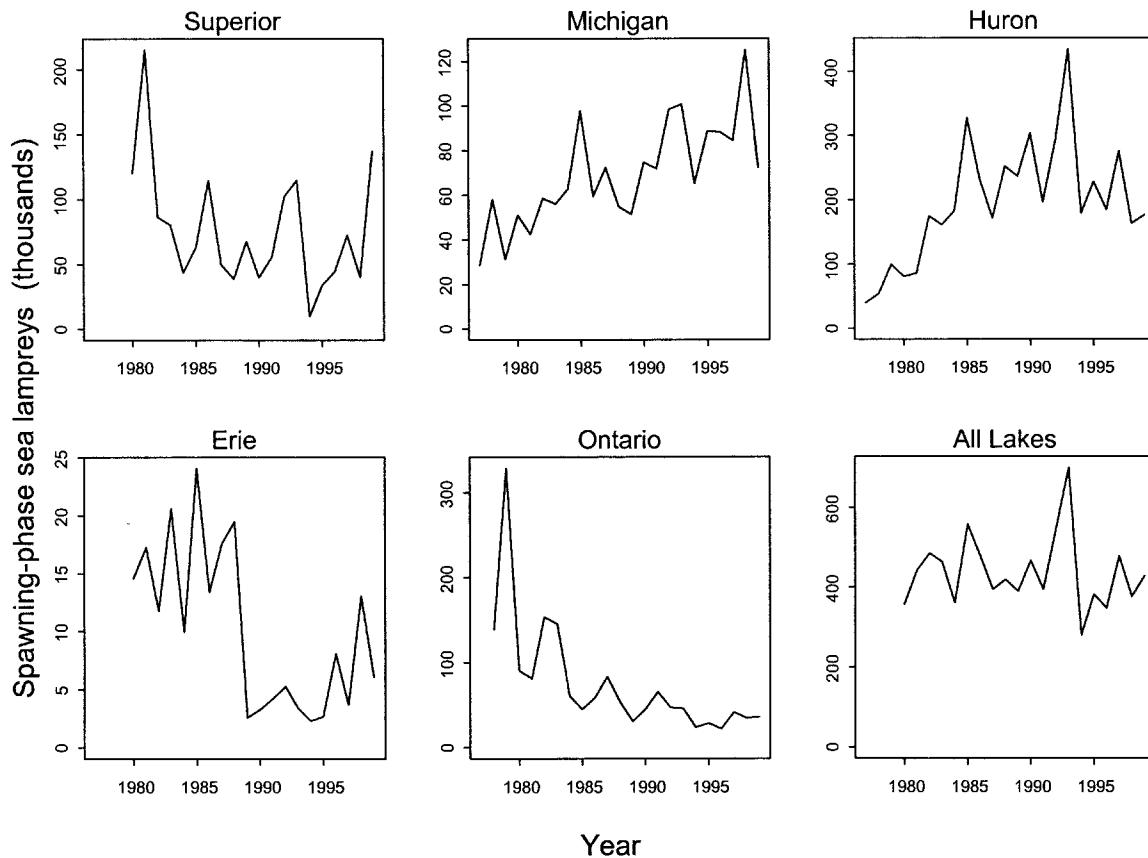 Superior
Michigan
Huron
Spawning-phase sea lampreys (thousands)
0 50 100 150 200
1980 1985 1990 1995
0 20 40 60 80 100 120
1980 1985 1990 1995
0 100 200 300 400
1980 1985 1990 1995
Erie
Ontario
All Lakes
0 5 10 15 20 25
1980 1985 1990 1995
0 100 200 300
1980 1985 1990 1995
0 200 400 600
1980 1985 1990 1995
Year